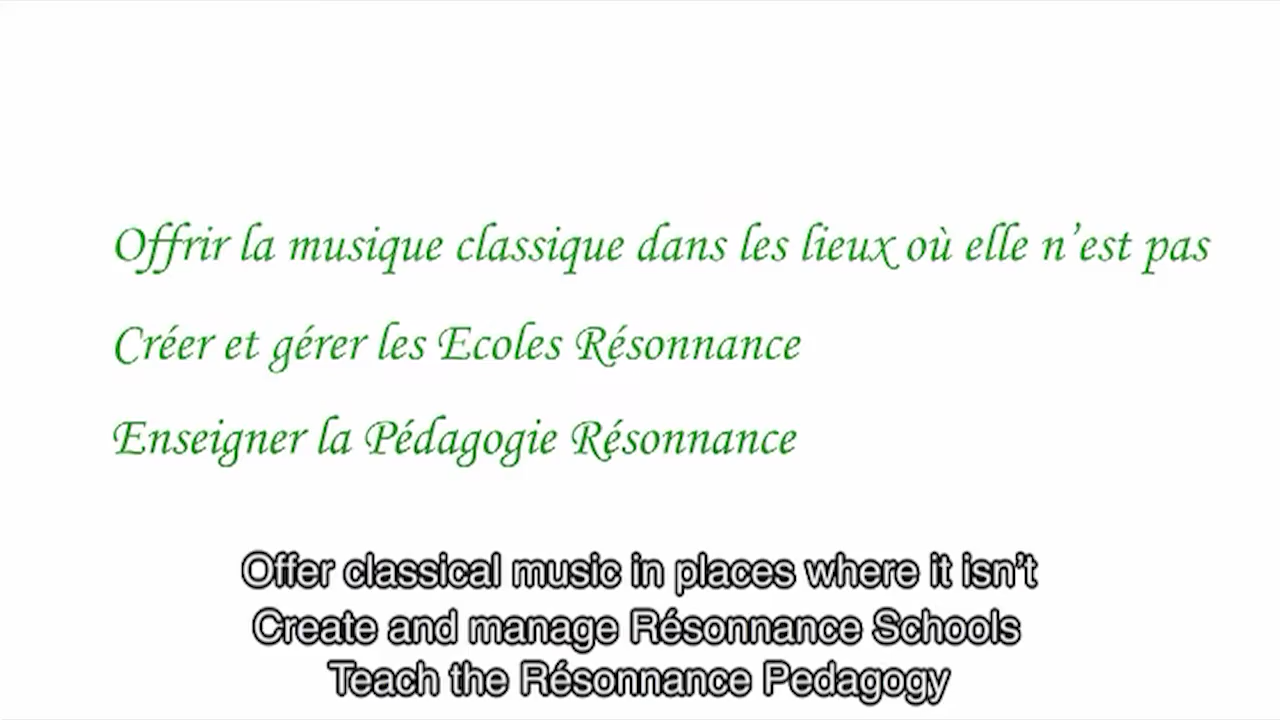 Offrir la musique classique dans les lieux où elle n’est pas
Créer et gérer les Ecoles Résonnance
Enseigner la Pédagogie Résonnance
Offer classical music in places where it isn’t
Create and manage Résonnance Schools
Teach the Résonnance Pedagogy